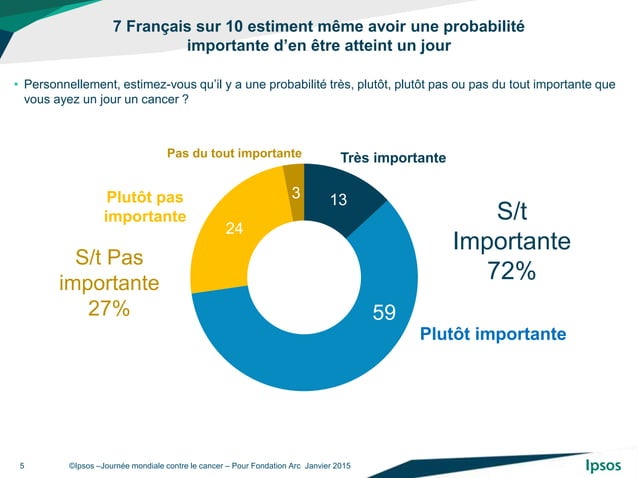 7 Français sur 10 estiment même avoir une probabilité
importante d’en être atteint un jour
• Personnellement, estimez-vous qu’il y a une probabilité très, plutôt, plutôt pas ou pas du tout importante que
vous ayez un jour un cancer ?
Pas du tout importante
Très importante
3
13
Plutôt pas
importante
24
S/t
Importante
72%
S/t Pas
importante
27%
59
Plutôt importante
5
©Ipsos –Journée mondiale contre le cancer – Pour Fondation Arc Janvier 2015
Ipsos